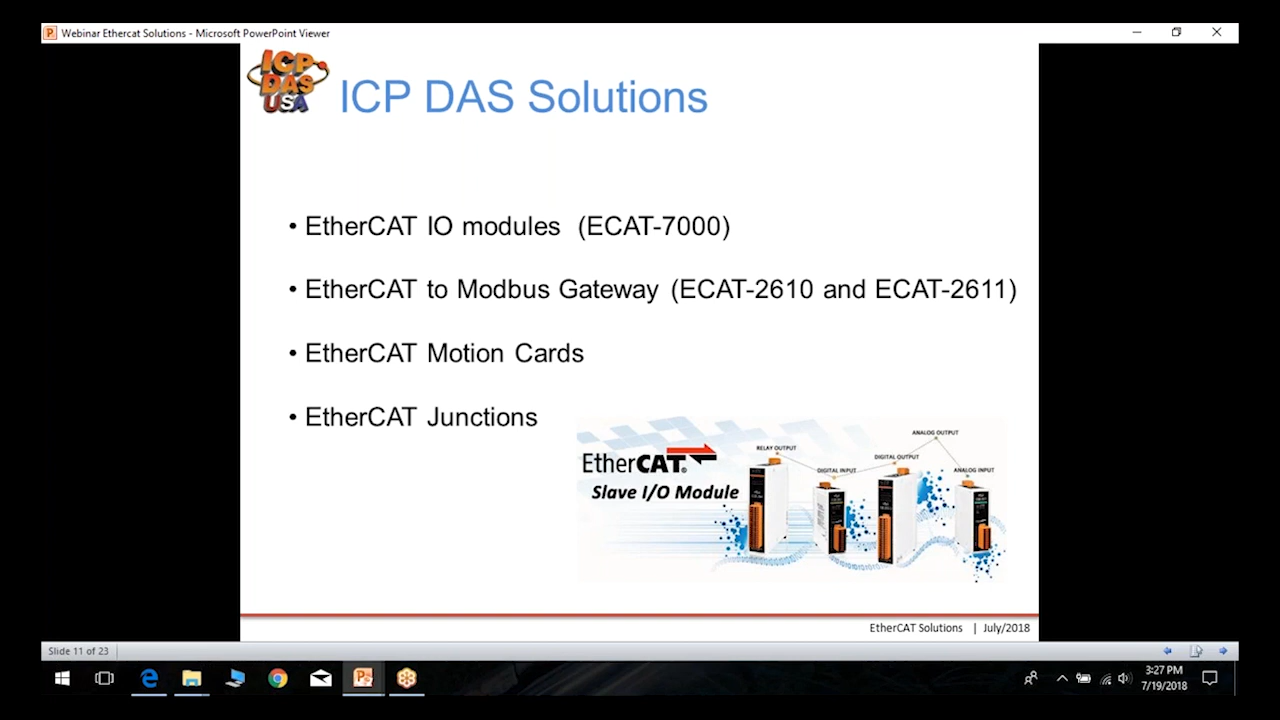 Webinar Ethercat Solutions - Microsoft PowerPoint Viewer
ICP
DAS
USA
ICP DAS Solutions
• EtherCAT IO modules (ECAT-7000)
• EtherCAT to Modbus Gateway (ECAT-2610 and ECAT-2611)
• EtherCAT Motion Cards
• EtherCAT Junctions
EtherCAT®
Slave I/O Module
RELAY OUTPUT
DIGITAL INPUT
DIGITAL OUTPUT
ANALOG OUTPUT
ANALOG INPUT
EtherCAT Solutions | July/2018
Slide 11 of 23
3:27 PM
7/19/2018